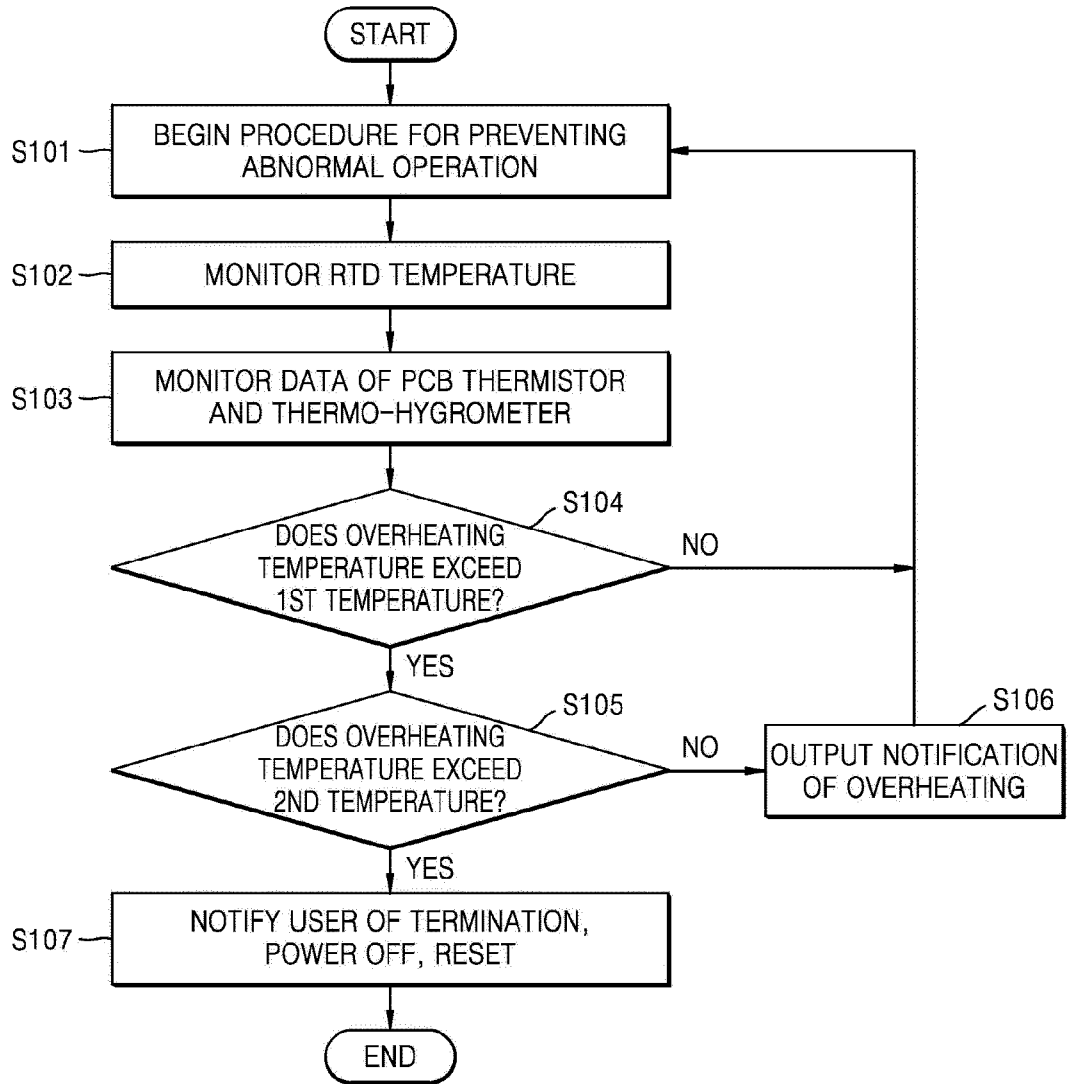 START
S101
BEGIN PROCEDURE FOR PREVENTING
ABNORMAL OPERATION
S102
MONITOR RTD TEMPERATURE
S103
MONITOR DATA OF PCB THERMISTOR
AND THERMO-HYGROMETER
S104
DOES OVERHEATING
TEMPERATURE EXCEED
1ST TEMPERATURE?
NO
YES
S105
DOES OVERHEATING
TEMPERATURE EXCEED
2ND TEMPERATURE?
NO
S106
OUTPUT NOTIFICATION
OF OVERHEATING
YES
S107
NOTIFY USER OF TERMINATION,
POWER OFF, RESET
END